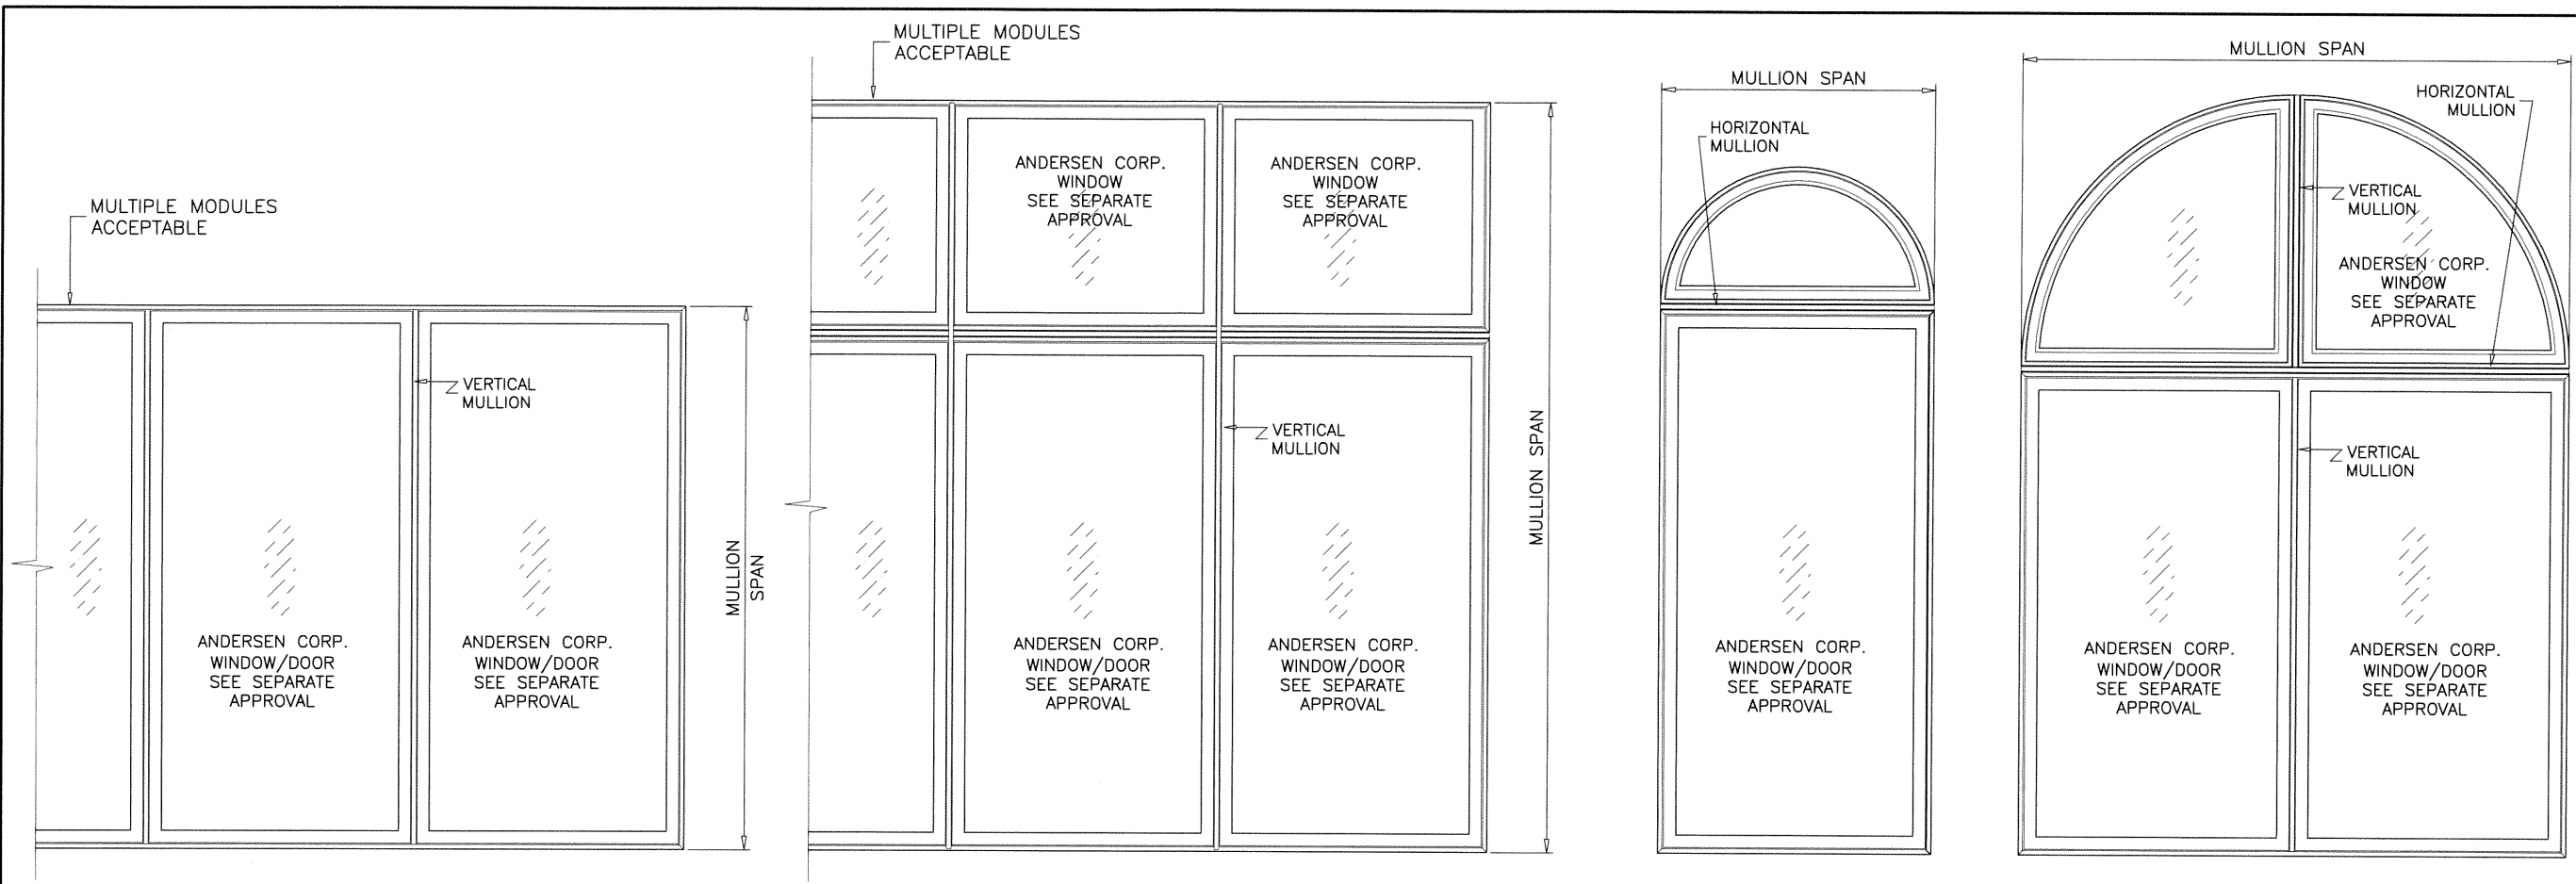 MULTIPLE MODULES
ACCEPTABLE
VERTICAL
MULLION
MULLION
SPAN
ANDERSEN CORP.
WINDOW/DOOR
SEE SEPARATE
APPROVAL
ANDERSEN CORP.
WINDOW/DOOR
SEE SEPARATE
APPROVAL
MULTIPLE MODULES
ACCEPTABLE
ANDERSEN CORP.
WINDOW
SEE SEPARATE
APPROVAL
ANDERSEN CORP.
WINDOW
SEE SEPARATE
APPROVAL
VERTICAL
MULLION
MULLION SPAN
ANDERSEN CORP.
WINDOW/DOOR
SEE SEPARATE
APPROVAL
ANDERSEN CORP.
WINDOW/DOOR
SEE SEPARATE
APPROVAL
MULLION SPAN
HORIZONTAL
MULLION
ANDERSEN CORP.
WINDOW/DOOR
SEE SEPARATE
APPROVAL
MULLION SPAN
HORIZONTAL
MULLION
VERTICAL
MULLION
ANDERSEN CORP.
WINDOW
SEE SEPARATE
APPROVAL
VERTICAL
MULLION
ANDERSEN CORP.
WINDOW/DOOR
SEE SEPARATE
APPROVAL
ANDERSEN CORP.
WINDOW/DOOR
SEE SEPARATE
APPROVAL